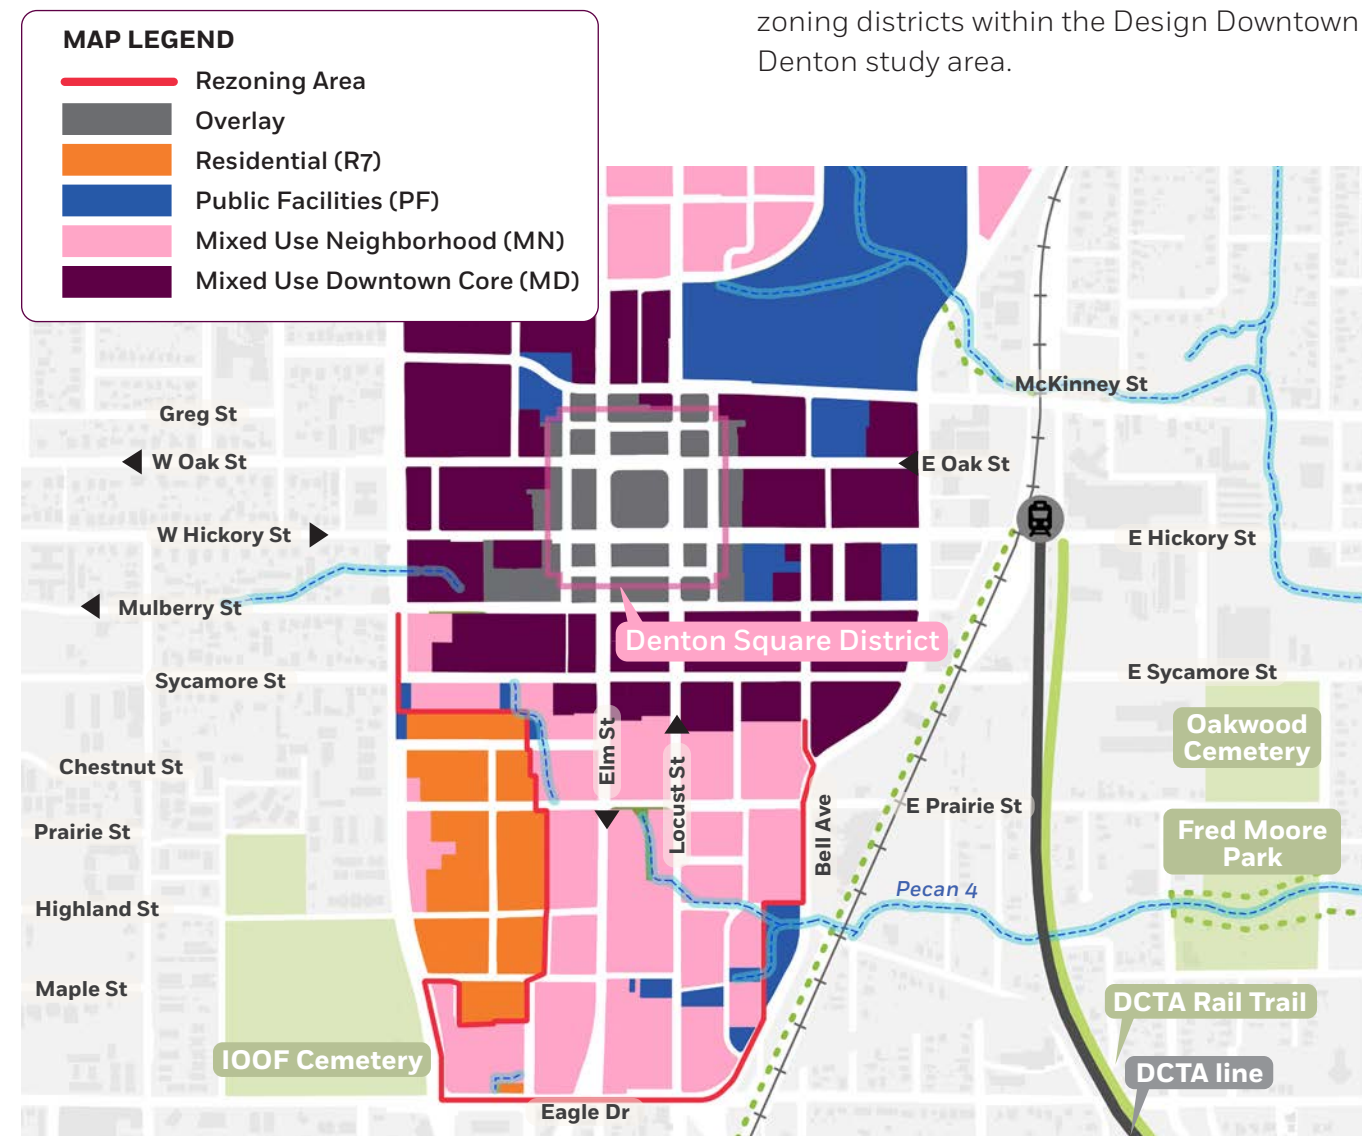 zoning districts within the Design Downtown
Denton study area.
MAP LEGEND
Rezoning Area
Overlay
Residential (R7)
Public Facilities (PF)
Mixed Use Neighborhood (MN)
Mixed Use Downtown Core (MD)
McKinney St
Greg St
W Oak St
E Oak St
W Hickory St
E Hickory St
Mulberry St
Denton Square District
Sycamore St
E Sycamore St
Oakwood
Cemetery
Elm St
Locust St
Chestnut St
Bell Ave
E Prairie St
Prairie St
Fred Moore
Park
Pecan 4
Highland St
Maple St
DCTA Rail Trail
IOOF Cemetery
DCTA line
Eagle Dr